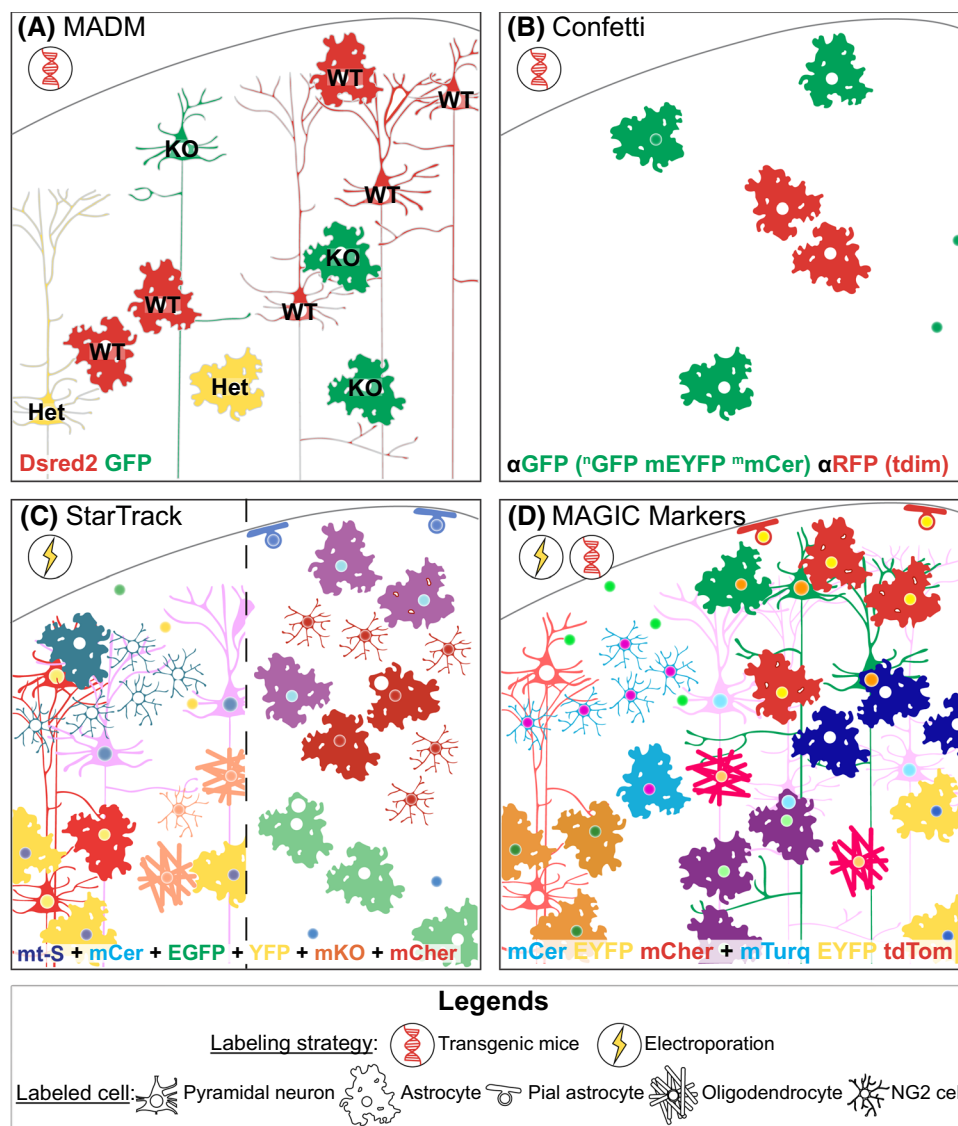 (A) MADM
WT
WT
KO
WT
KO
WT
WT
WT
Het
KO
Het
Dsred2 GFP
(B) Confetti
αGFP (ⁿGFP mEYFP ᵐmCer) αRFP (tdim)
(C) StarTrack
mt-S + mCer + EGFP + YFP + mKO + mCher
(D) MAGIC Markers
mCer EYFP mCher + mTurq EYFP tdTom
Legends
Labeling strategy: Transgenic mice Electroporation
Labeled cell: Pyramidal neuron Astrocyte Pial astrocyte Oligodendrocyte NG2 cell